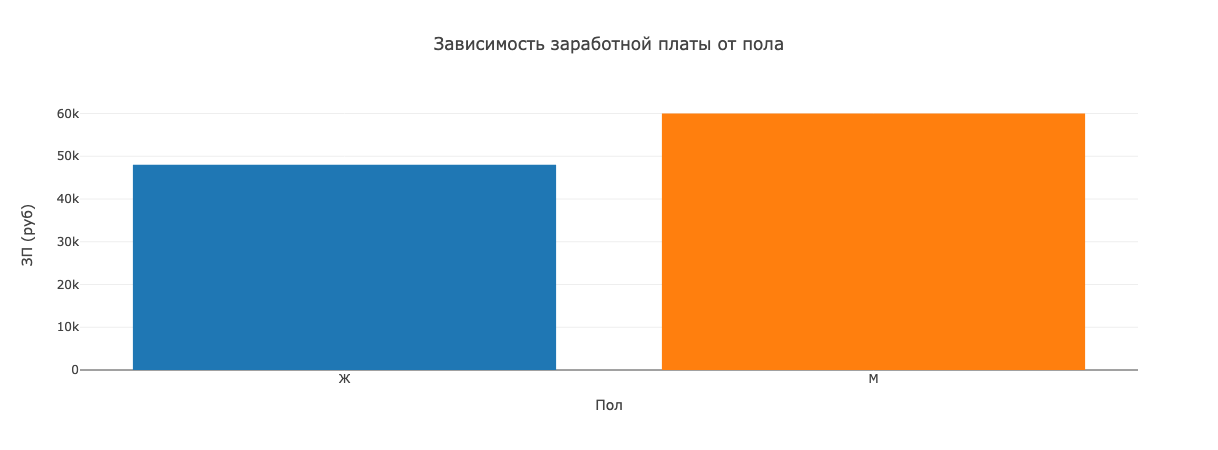 Зависимость заработной платы от пола
60k
50k
40k
30k
20k
10k
0
ЗП (руб)
Ж
М
Пол